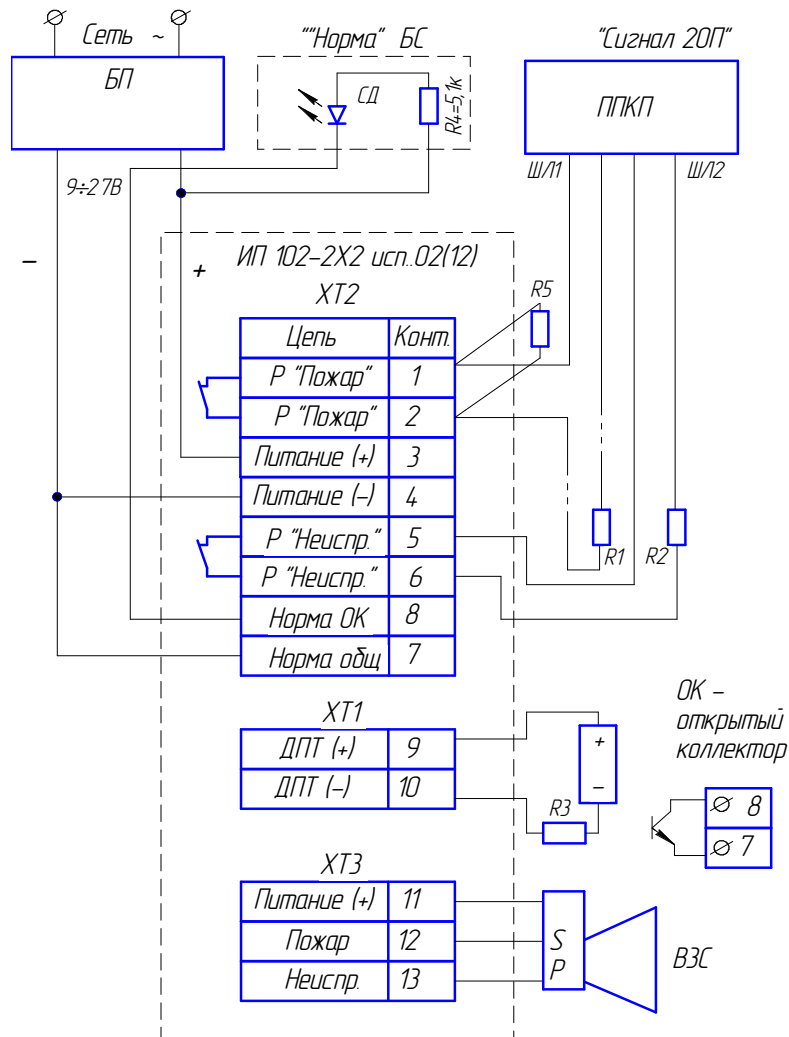 Сеть ~
""Норма" БС
"Сигнал 20П"
БП
СД
R4=5,1к
ППКП
ШЛ1
ШЛ2
9÷27В
–
+
ИП 102–2Х2 исп..02(12)
ХТ2
R5
Цепь Конт.
Р "Пожар" 1
Р "Пожар" 2
Питание (+) 3
Питание (–) 4
Р "Неиспр." 5
Р "Неиспр." 6
Норма ОК 8
Норма общ 7
R1
R2
ХТ1
ДПТ (+) 9
ДПТ (–) 10
+
–
R3
ОК –
открытый
коллектор
8
7
ХТ3
Питание (+) 11
Пожар 12
Неиспр. 13
S
P
ВЗС